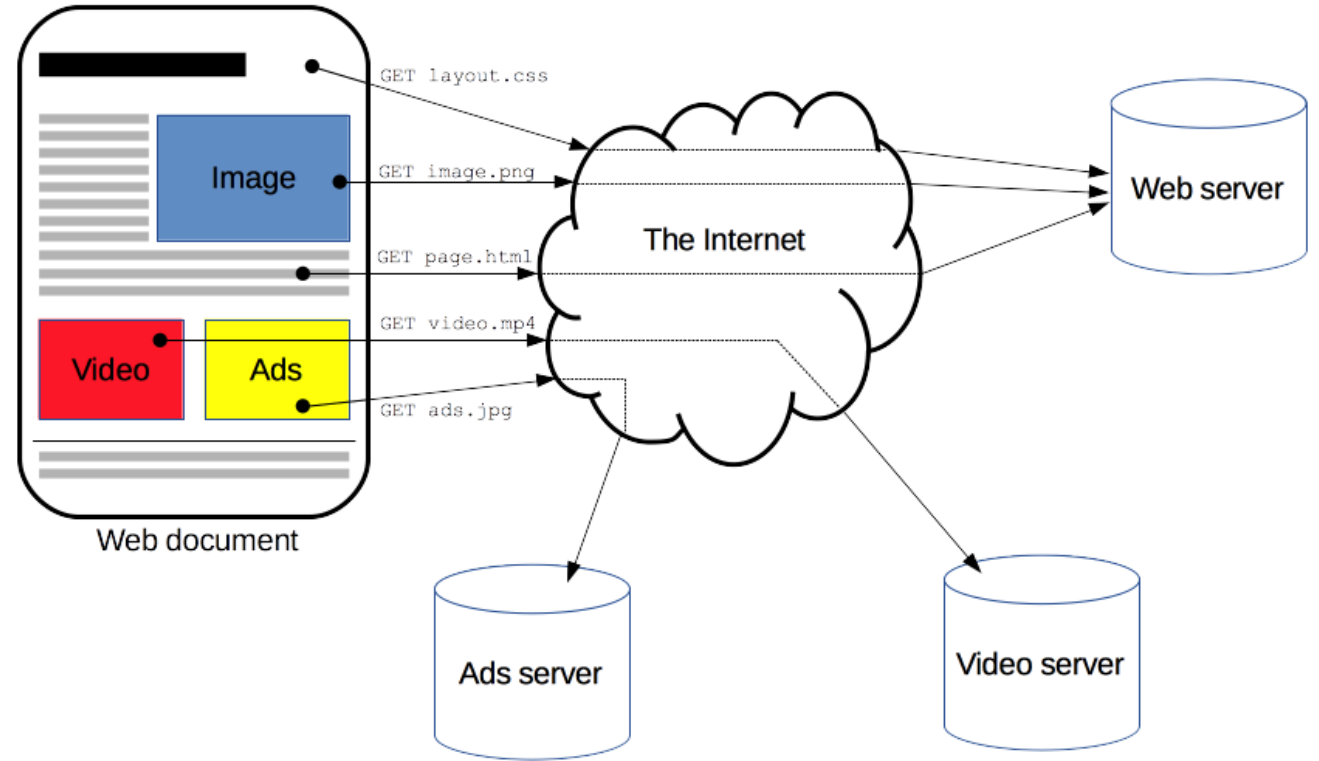 GET layout.css
Image
GET image.png
Web server
The Internet
GET page.html
GET video.mp4
Video
Ads
GET ads.jpg
Web document
Ads server
Video server